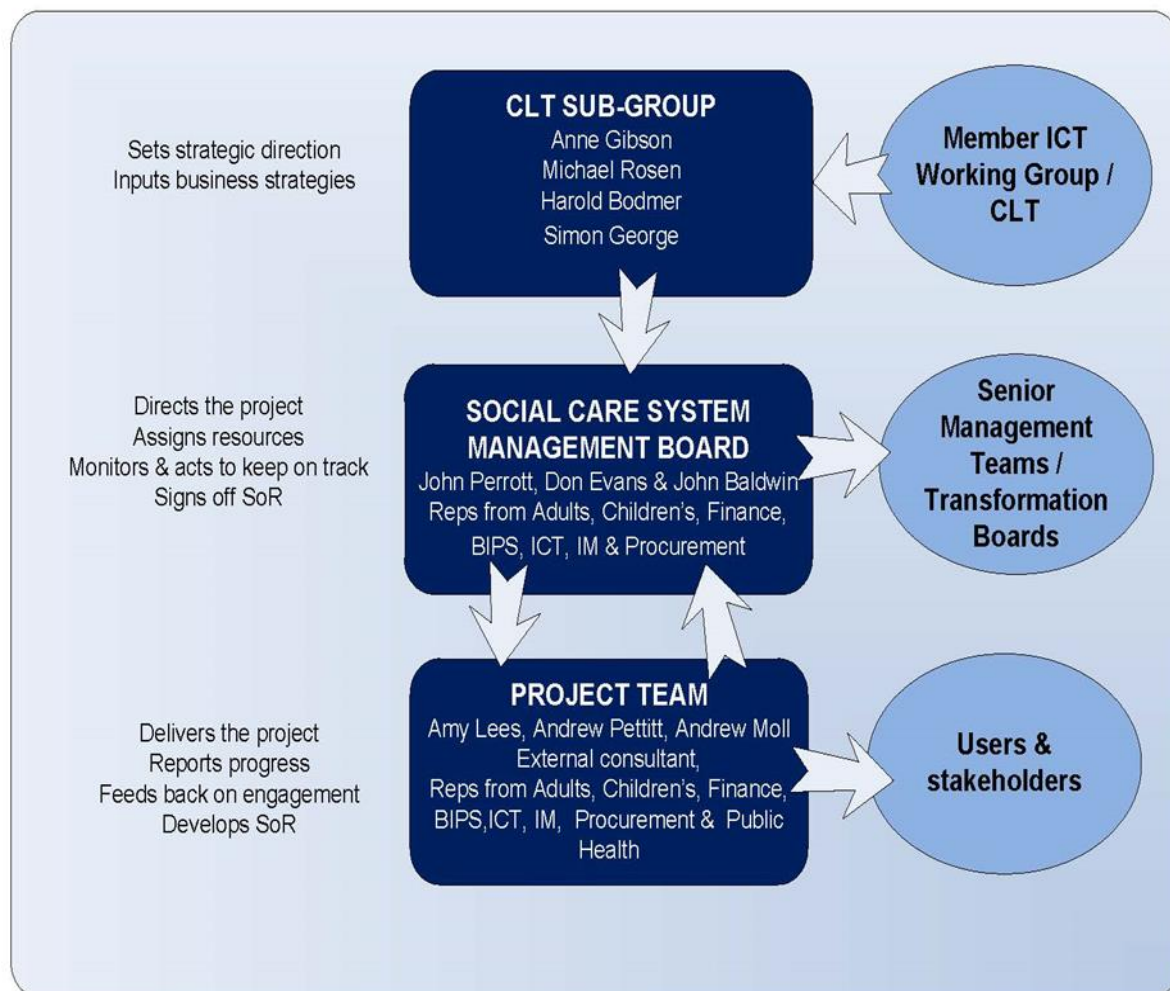 Sets strategic direction
Inputs business strategies
CLT SUB-GROUP
Anne Gibson
Michael Rosen
Harold Bodmer
Simon George
Member ICT
Working Group /
CLT
Directs the project
Assigns resources
Monitors & acts to keep on track
Signs off SoR
SOCIAL CARE SYSTEM
MANAGEMENT BOARD
John Perrott, Don Evans & John Baldwin
Reps from Adults, Children's, Finance,
BIPS, ICT, IM & Procurement
Senior
Management
Teams /
Transformation
Boards
Delivers the project
Reports progress
Feeds back on engagement
Develops SoR
PROJECT TEAM
Amy Lees, Andrew Pettitt, Andrew Moll
External consultant,
Reps from Adults, Children's, Finance,
BIPS,ICT, IM, Procurement & Public
Health
Users &
stakeholders